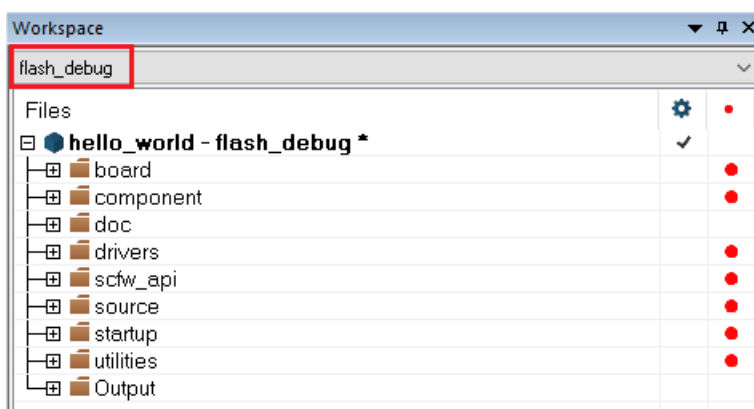 Workspace
flash_debug
Files
hello_world - flash_debug *
board
component
doc
drivers
scfw_api
source
startup
utilities
Output